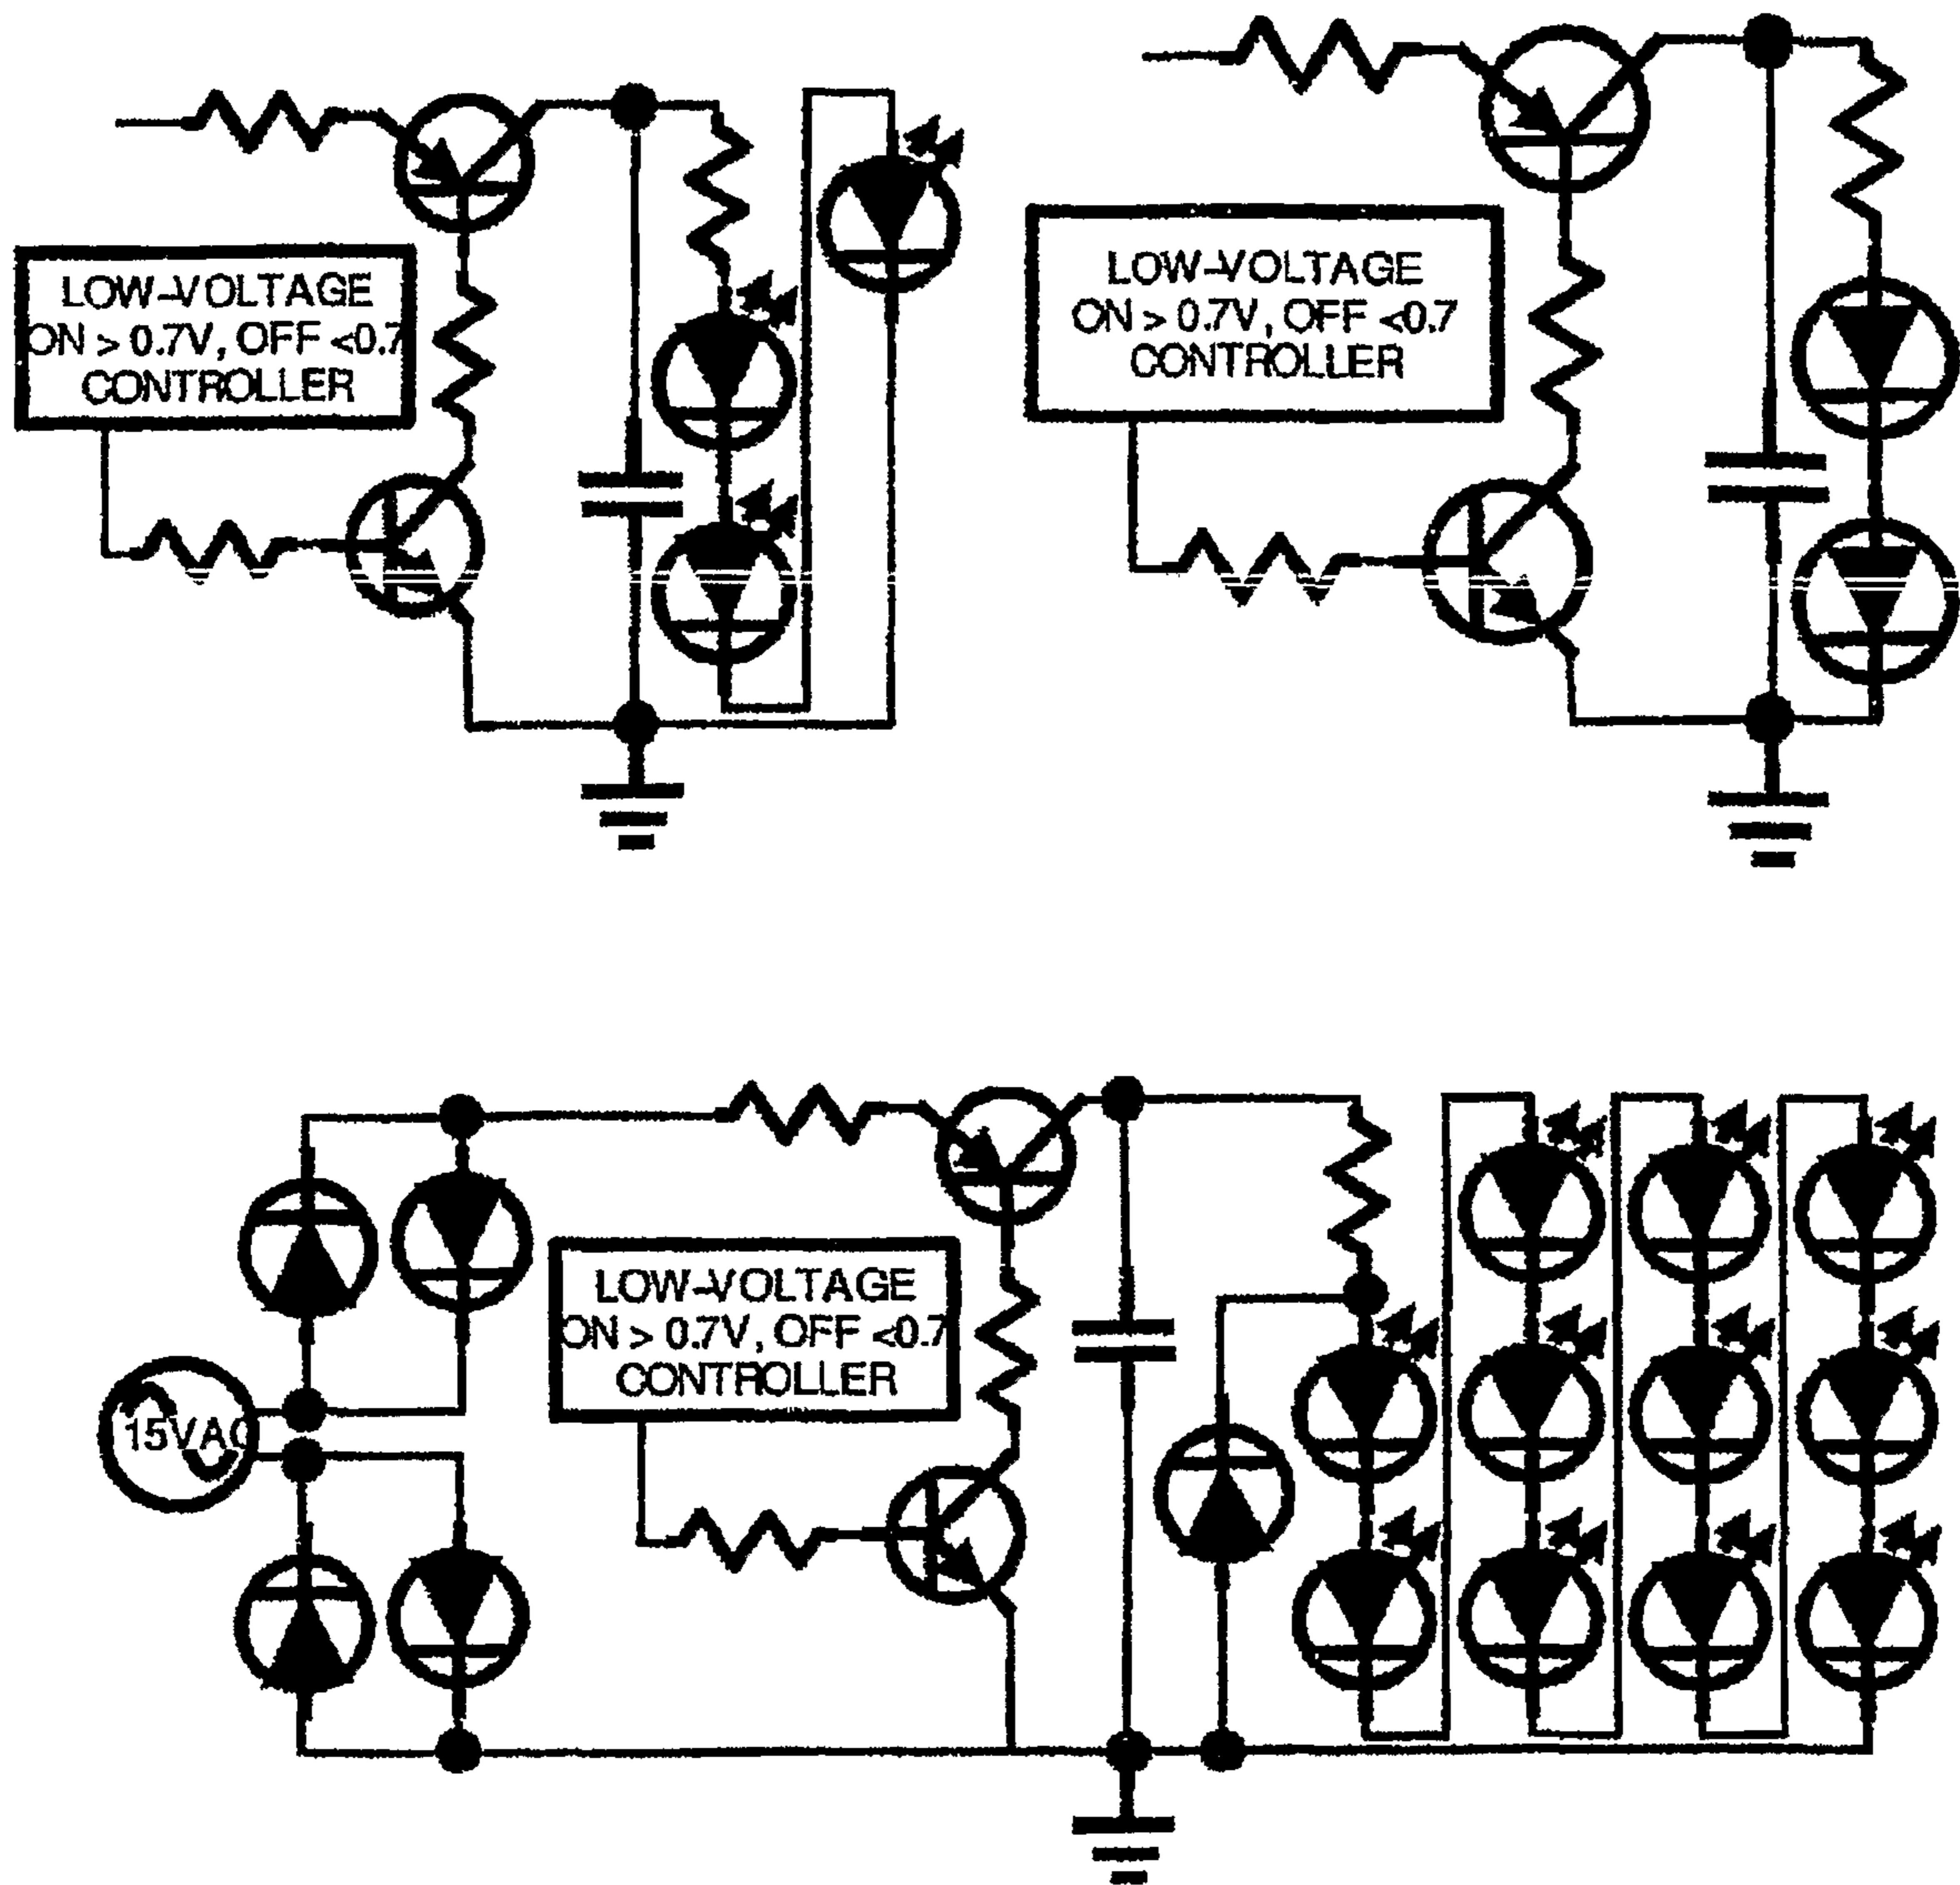 LOW-VOLTAGE
ON > 0.7V, OFF <0.7
CONTROLLER
LOW-VOLTAGE
ON > 0.7V, OFF <0.7
CONTROLLER
LOW-VOLTAGE
ON > 0.7V, OFF <0.7
CONTROLLER
15VAC